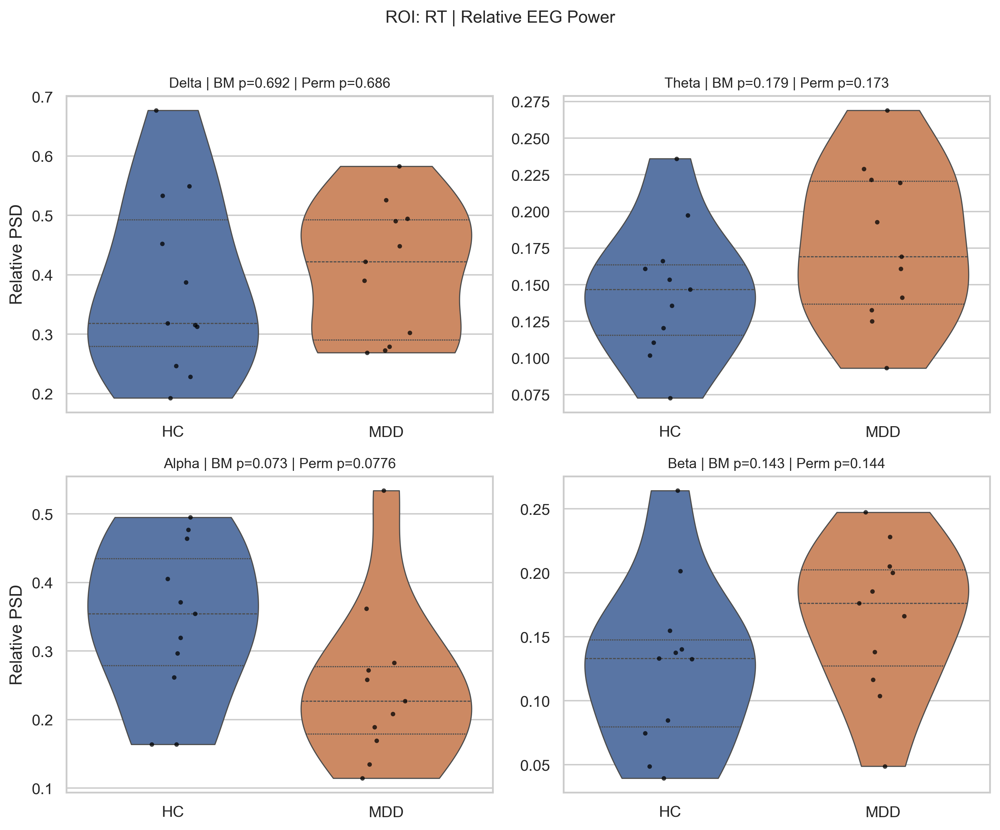 ROI: RT | Relative EEG Power
Delta | BM p=0.692 | Perm p=0.686
0.7
0.6
0.5
0.4
0.3
0.2
Relative PSD
HC
MDD
Theta | BM p=0.179 | Perm p=0.173
0.275
0.250
0.225
0.200
0.175
0.150
0.125
0.100
0.075
HC
MDD
Alpha | BM p=0.073 | Perm p=0.0776
0.5
0.4
0.3
0.2
0.1
Relative PSD
HC
MDD
Beta | BM p=0.143 | Perm p=0.144
0.25
0.20
0.15
0.10
0.05
HC
MDD